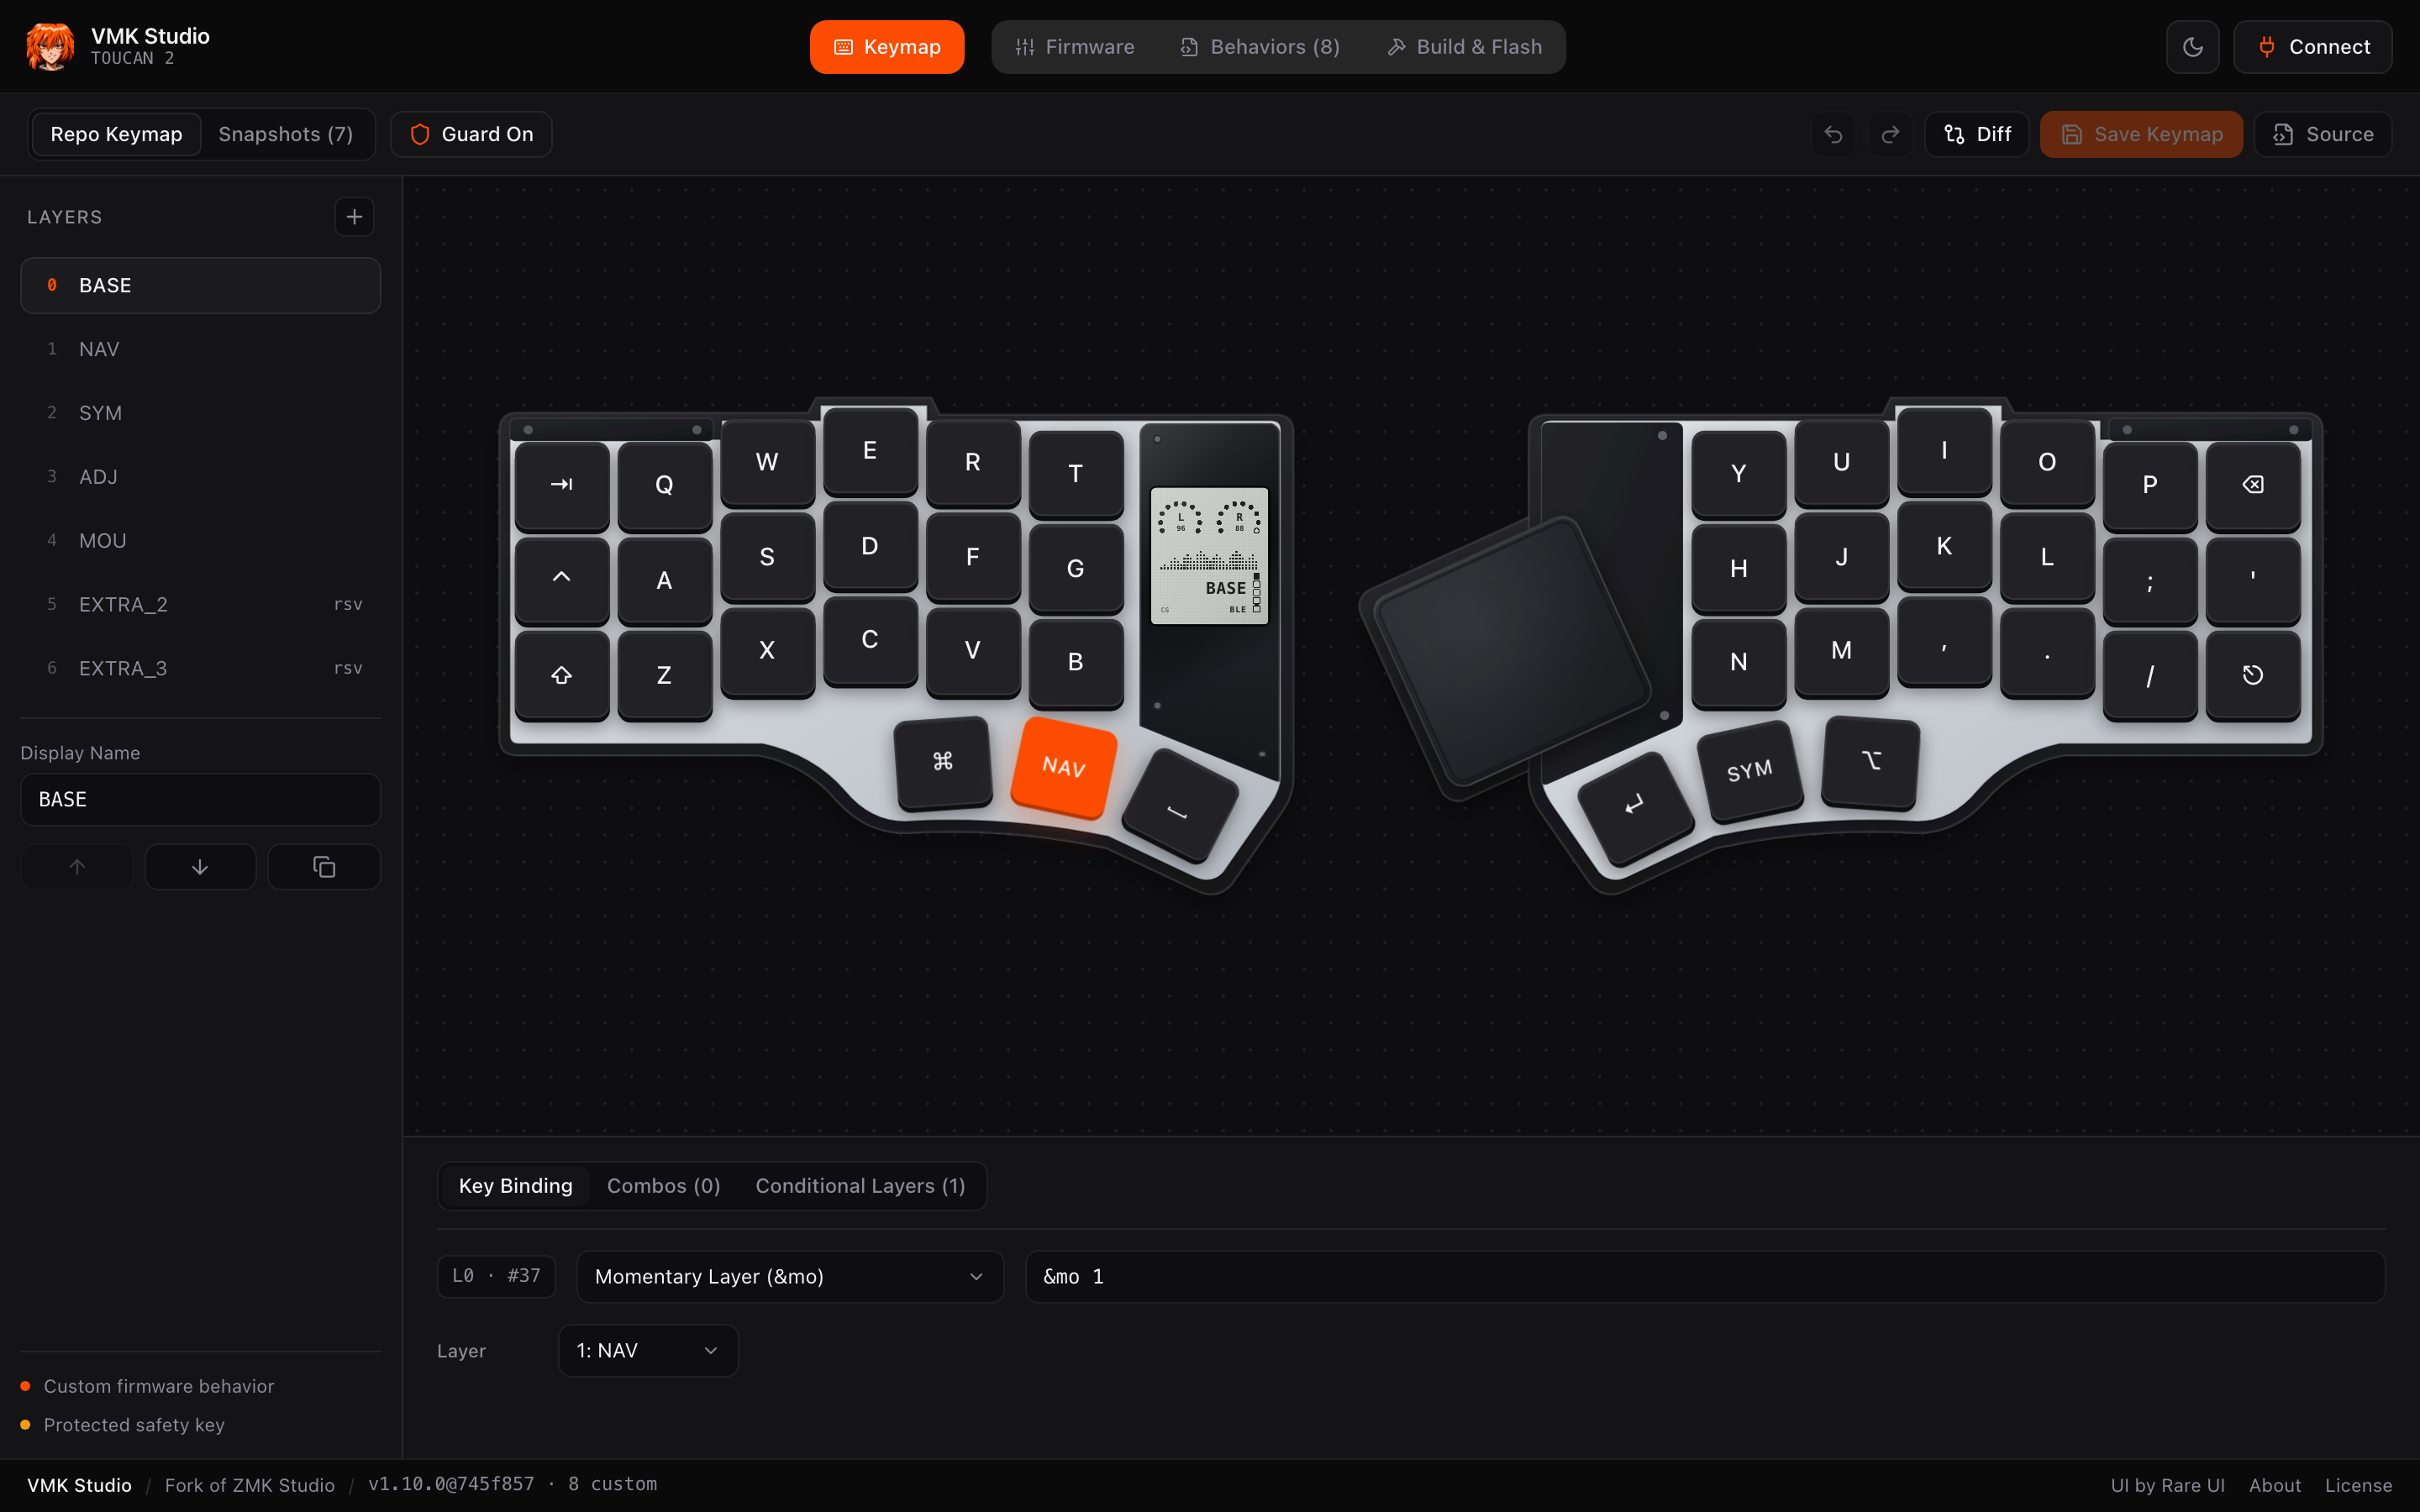 VMK Studio
TOUCAN 2
Keymap
Firmware
Behaviors (8)
Build & Flash
Connect
Repo Keymap
Snapshots (7)
Guard On
Diff
Save Keymap
Source
LAYERS
0 BASE
1 NAV
2 SYM
3 ADJ
4 MOU
5 EXTRA_2 rsv
6 EXTRA_3 rsv
Display Name
BASE
Custom firmware behavior
Protected safety key
Q W E R T
A S D F G
Z X C V B
⌘ NAV
L 96 R 88
BASE
CG BLE
Y U I O P
H J K L ; '
N M , . /
SYM
Key Binding
Combos (0)
Conditional Layers (1)
L0 · #37
Momentary Layer (&mo)
&mo 1
Layer
1: NAV
VMK Studio / Fork of ZMK Studio / v1.10.0@745f857 · 8 custom
UI by Rare UI
About
License